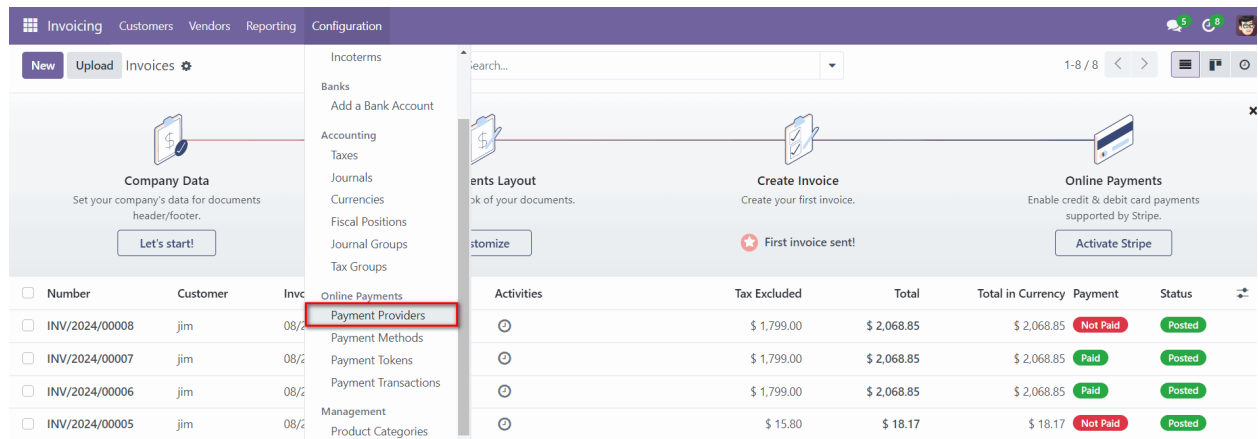 Invoicing Customers Vendors Reporting Configuration 5 8
New Upload Invoices Search... 1-8 / 8
Incoterms
Banks
Add a Bank Account
Accounting
Taxes
Journals
Currencies
Fiscal Positions
Journal Groups
Tax Groups
Online Payments
Payment Providers
Payment Methods
Payment Tokens
Payment Transactions
Management
Product Categories
Company Data
Set your company's data for documents
header/footer.
Let's start!
ents Layout
ok of your documents.
stomize
Create Invoice
Create your first invoice.
First invoice sent!
Online Payments
Enable credit & debit card payments
supported by Stripe.
Activate Stripe
Number Customer Invo Activities Tax Excluded Total Total in Currency Payment Status
INV/2024/00008 jim 08/2 $ 1,799.00 $ 2,068.85 $ 2,068.85 Not Paid Posted
INV/2024/00007 jim 08/2 $ 1,799.00 $ 2,068.85 $ 2,068.85 Paid Posted
INV/2024/00006 jim 08/2 $ 1,799.00 $ 2,068.85 $ 2,068.85 Paid Posted
INV/2024/00005 jim 08/2 $ 15.80 $ 18.17 $ 18.17 Not Paid Posted